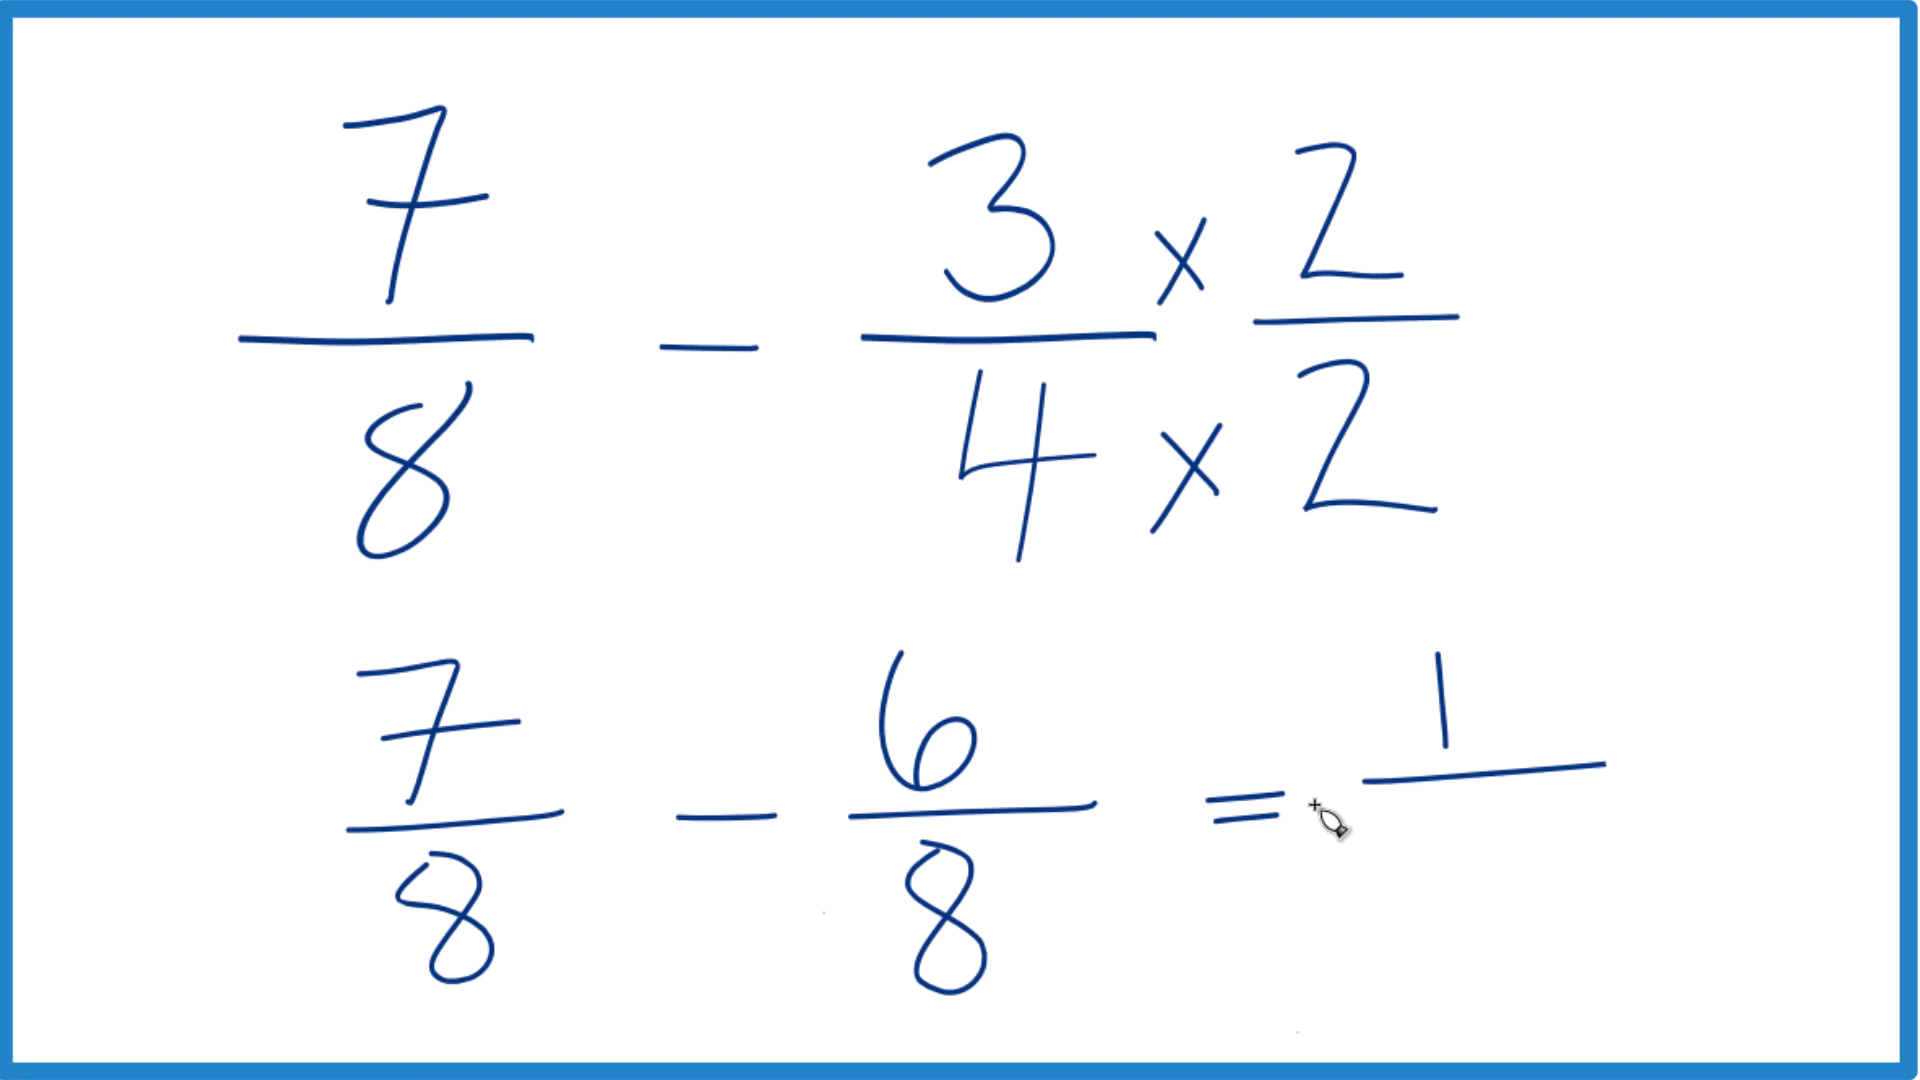 7/8 - 3/4 x 2/x 2
7/8 - 6/8 = 1/